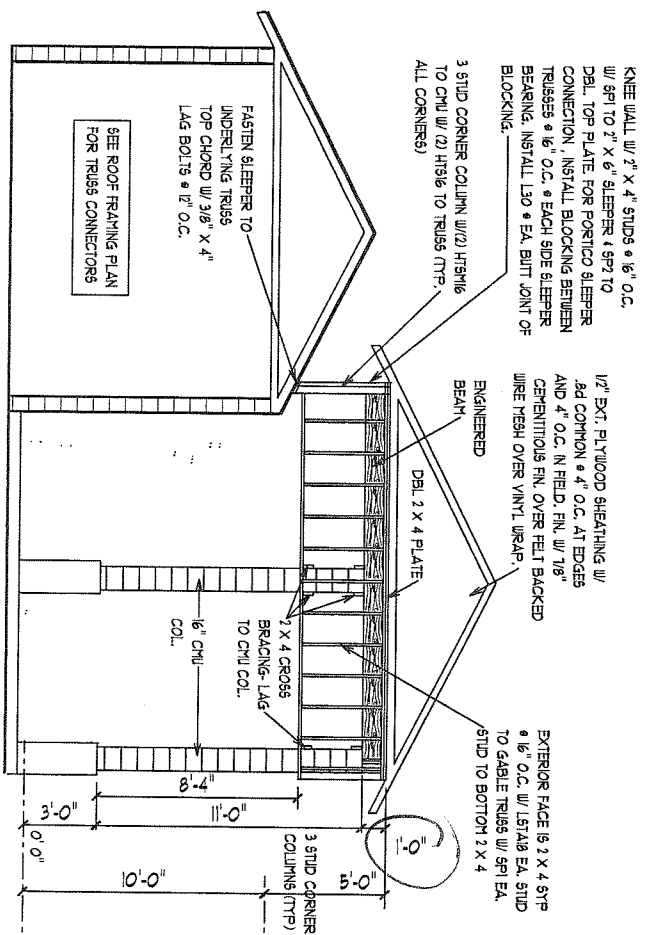 KNEE WALL W/ 2" X 4" STUDS @ 16" O.C.
W/ SP1 TO 2" X 6" SLEEPER & SP2 TO
DBL. TOP PLATE. FOR PORTICO SLEEPER
CONNECTION, INSTALL BLOCKING BETWEEN
TRUSSES @ 16" O.C. @ EACH SIDE SLEEPER
BEARING. INSTALL L30 @ EA. BUTT JOINT OF
BLOCKING.
3 STUD CORNER COLUMN W/(2) HTSM16
TO CMU W/ (2) HTS16 TO TRUSS (TYP.
ALL CORNERS)
FASTEN SLEEPER TO
UNDERLYING TRUSS
TOP CHORD W/ 3/8" X 4"
LAG BOLTS @ 12" O.C.
SEE ROOF FRAMING PLAN
FOR TRUSS CONNECTORS
1/2" EXT. PLYWOOD SHEATHING W/
.8d COMMON @ 4" O.C. AT EDGES
AND 4" O.C. IN FIELD. FIN. W/ 7/8"
CEMENTITIOUS FIN. OVER FELT BACKED
WIRE MESH OVER VINYL WRAP.
ENGINEERED
BEAM
DBL 2 X 4 PLATE
2 X 4 CROSS
BRACING- LAG
TO CMU COL.
16" CMU
COL.
EXTERIOR FACE IS 2 X 4 SYP
@ 16" O.C. W/ LSTA18 EA. STUD
TO GABLE TRUSS W/ SP1 EA.
STUD TO BOTTOM 2 X 4
3 STUD CORNER
COLUMNS (TYP)
8'-4"
3'-0"
11'-0"
1'-0"
0' 0"
10'-0"
5'-0"